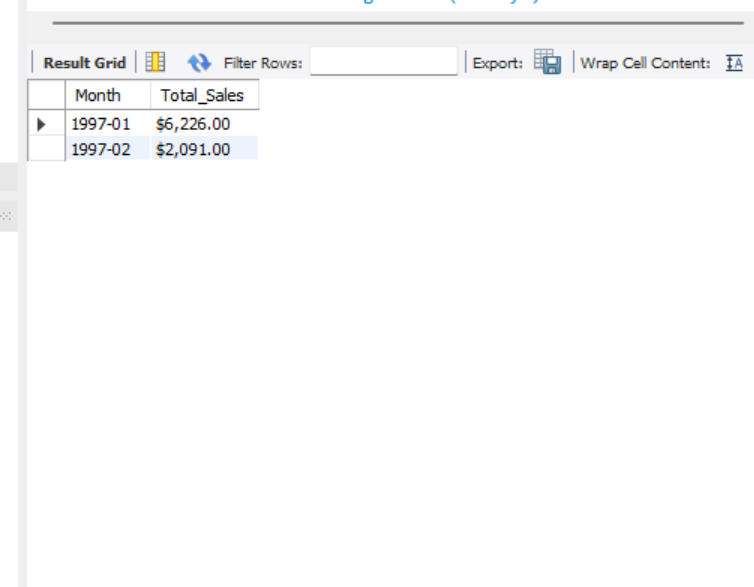 Result Grid Filter Rows: Export: Wrap Cell Content: IA
Month Total_Sales
1997-01 $6,226.00
1997-02 $2,091.00